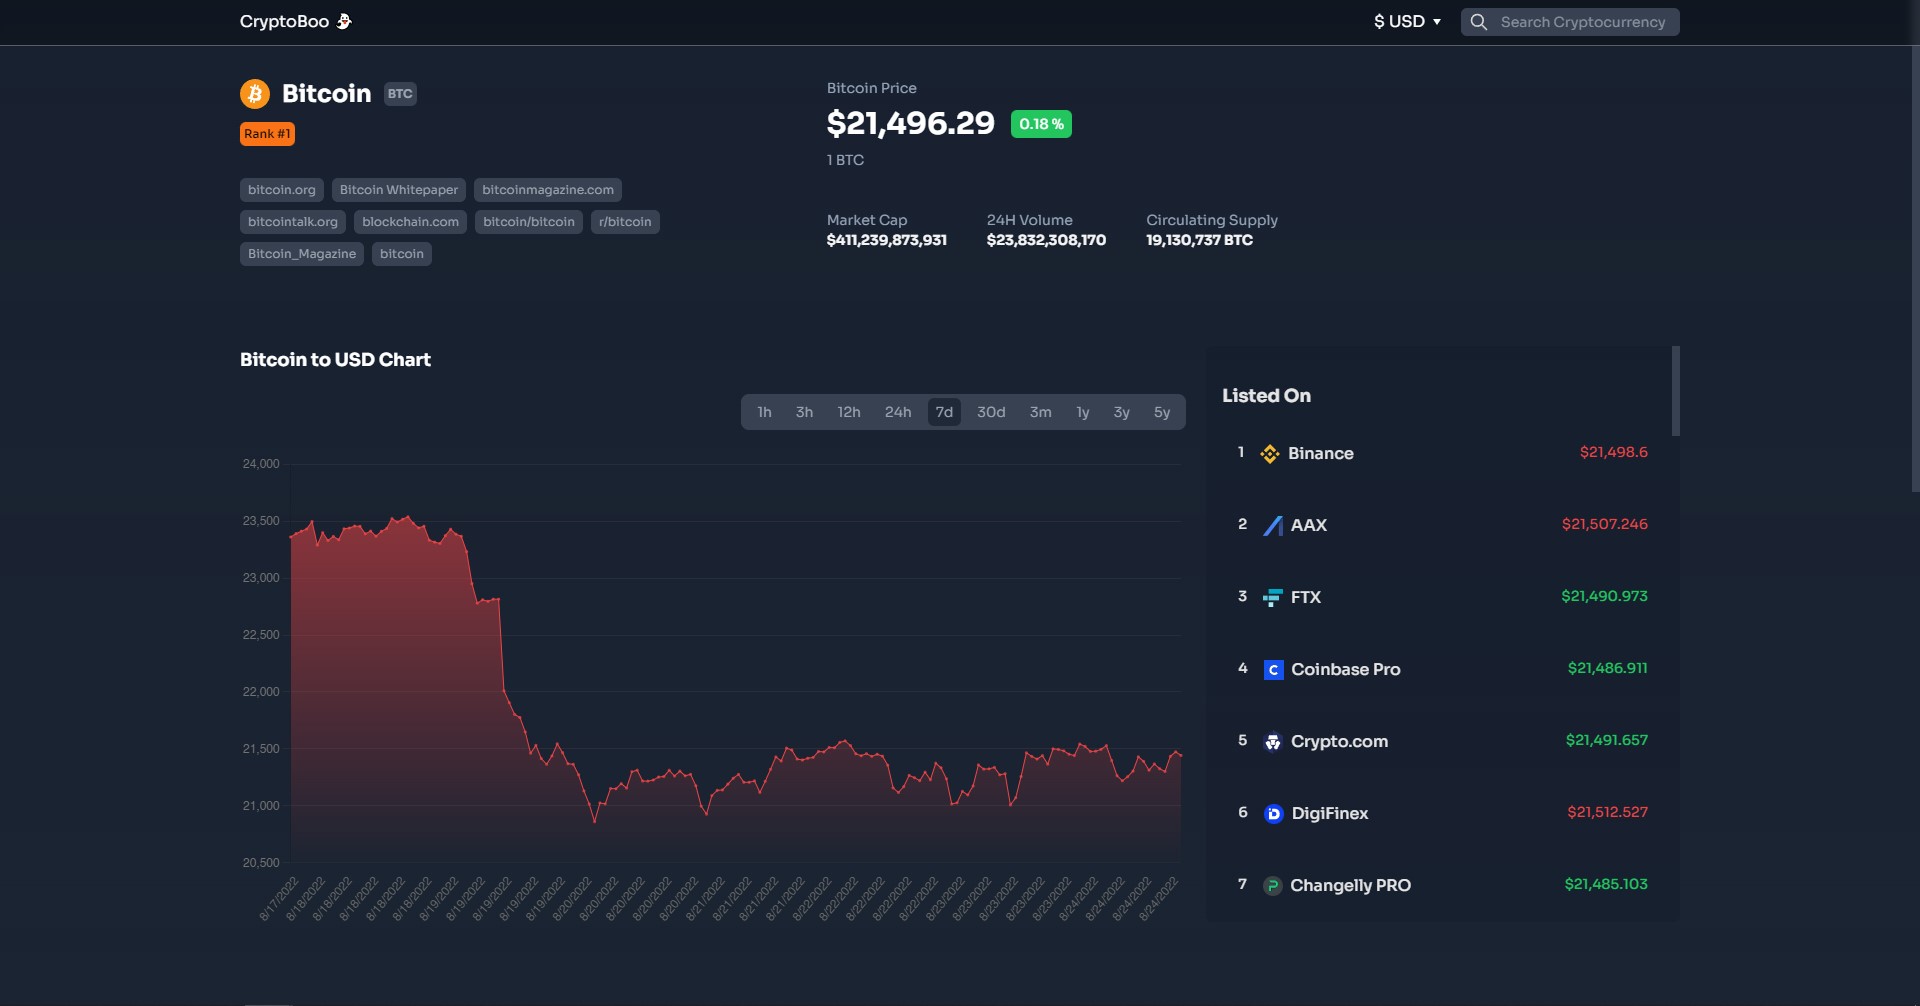 CryptoBoo
$ USD
Search Cryptocurrency
Bitcoin BTC
Rank #1
bitcoin.org Bitcoin Whitepaper bitcoinmagazine.com
bitcointalk.org blockchain.com bitcoin/bitcoin r/bitcoin
Bitcoin_Magazine bitcoin
Bitcoin Price
$21,496.29 0.18 %
1 BTC
Market Cap 24H Volume Circulating Supply
$411,239,873,931 $23,832,308,170 19,130,737 BTC
Bitcoin to USD Chart
1h 3h 12h 24h 7d 30d 3m 1y 3y 5y
24,000
23,500
23,000
22,500
22,000
21,500
21,000
20,500
8/17/2022 8/18/2022 8/18/2022 8/18/2022 8/18/2022 8/18/2022 8/19/2022 8/19/2022 8/19/2022 8/19/2022 8/19/2022 8/20/2022 8/20/2022 8/20/2022 8/20/2022 8/20/2022 8/21/2022 8/21/2022 8/21/2022 8/21/2022 8/22/2022 8/22/2022 8/22/2022 8/22/2022 8/22/2022 8/23/2022 8/23/2022 8/23/2022 8/23/2022 8/23/2022 8/24/2022 8/24/2022 8/24/2022 8/24/2022
Listed On
1 Binance $21,498.6
2 AAX $21,507.246
3 FTX $21,490.973
4 Coinbase Pro $21,486.911
5 Crypto.com $21,491.657
6 DigiFinex $21,512.527
7 Changelly PRO $21,485.103